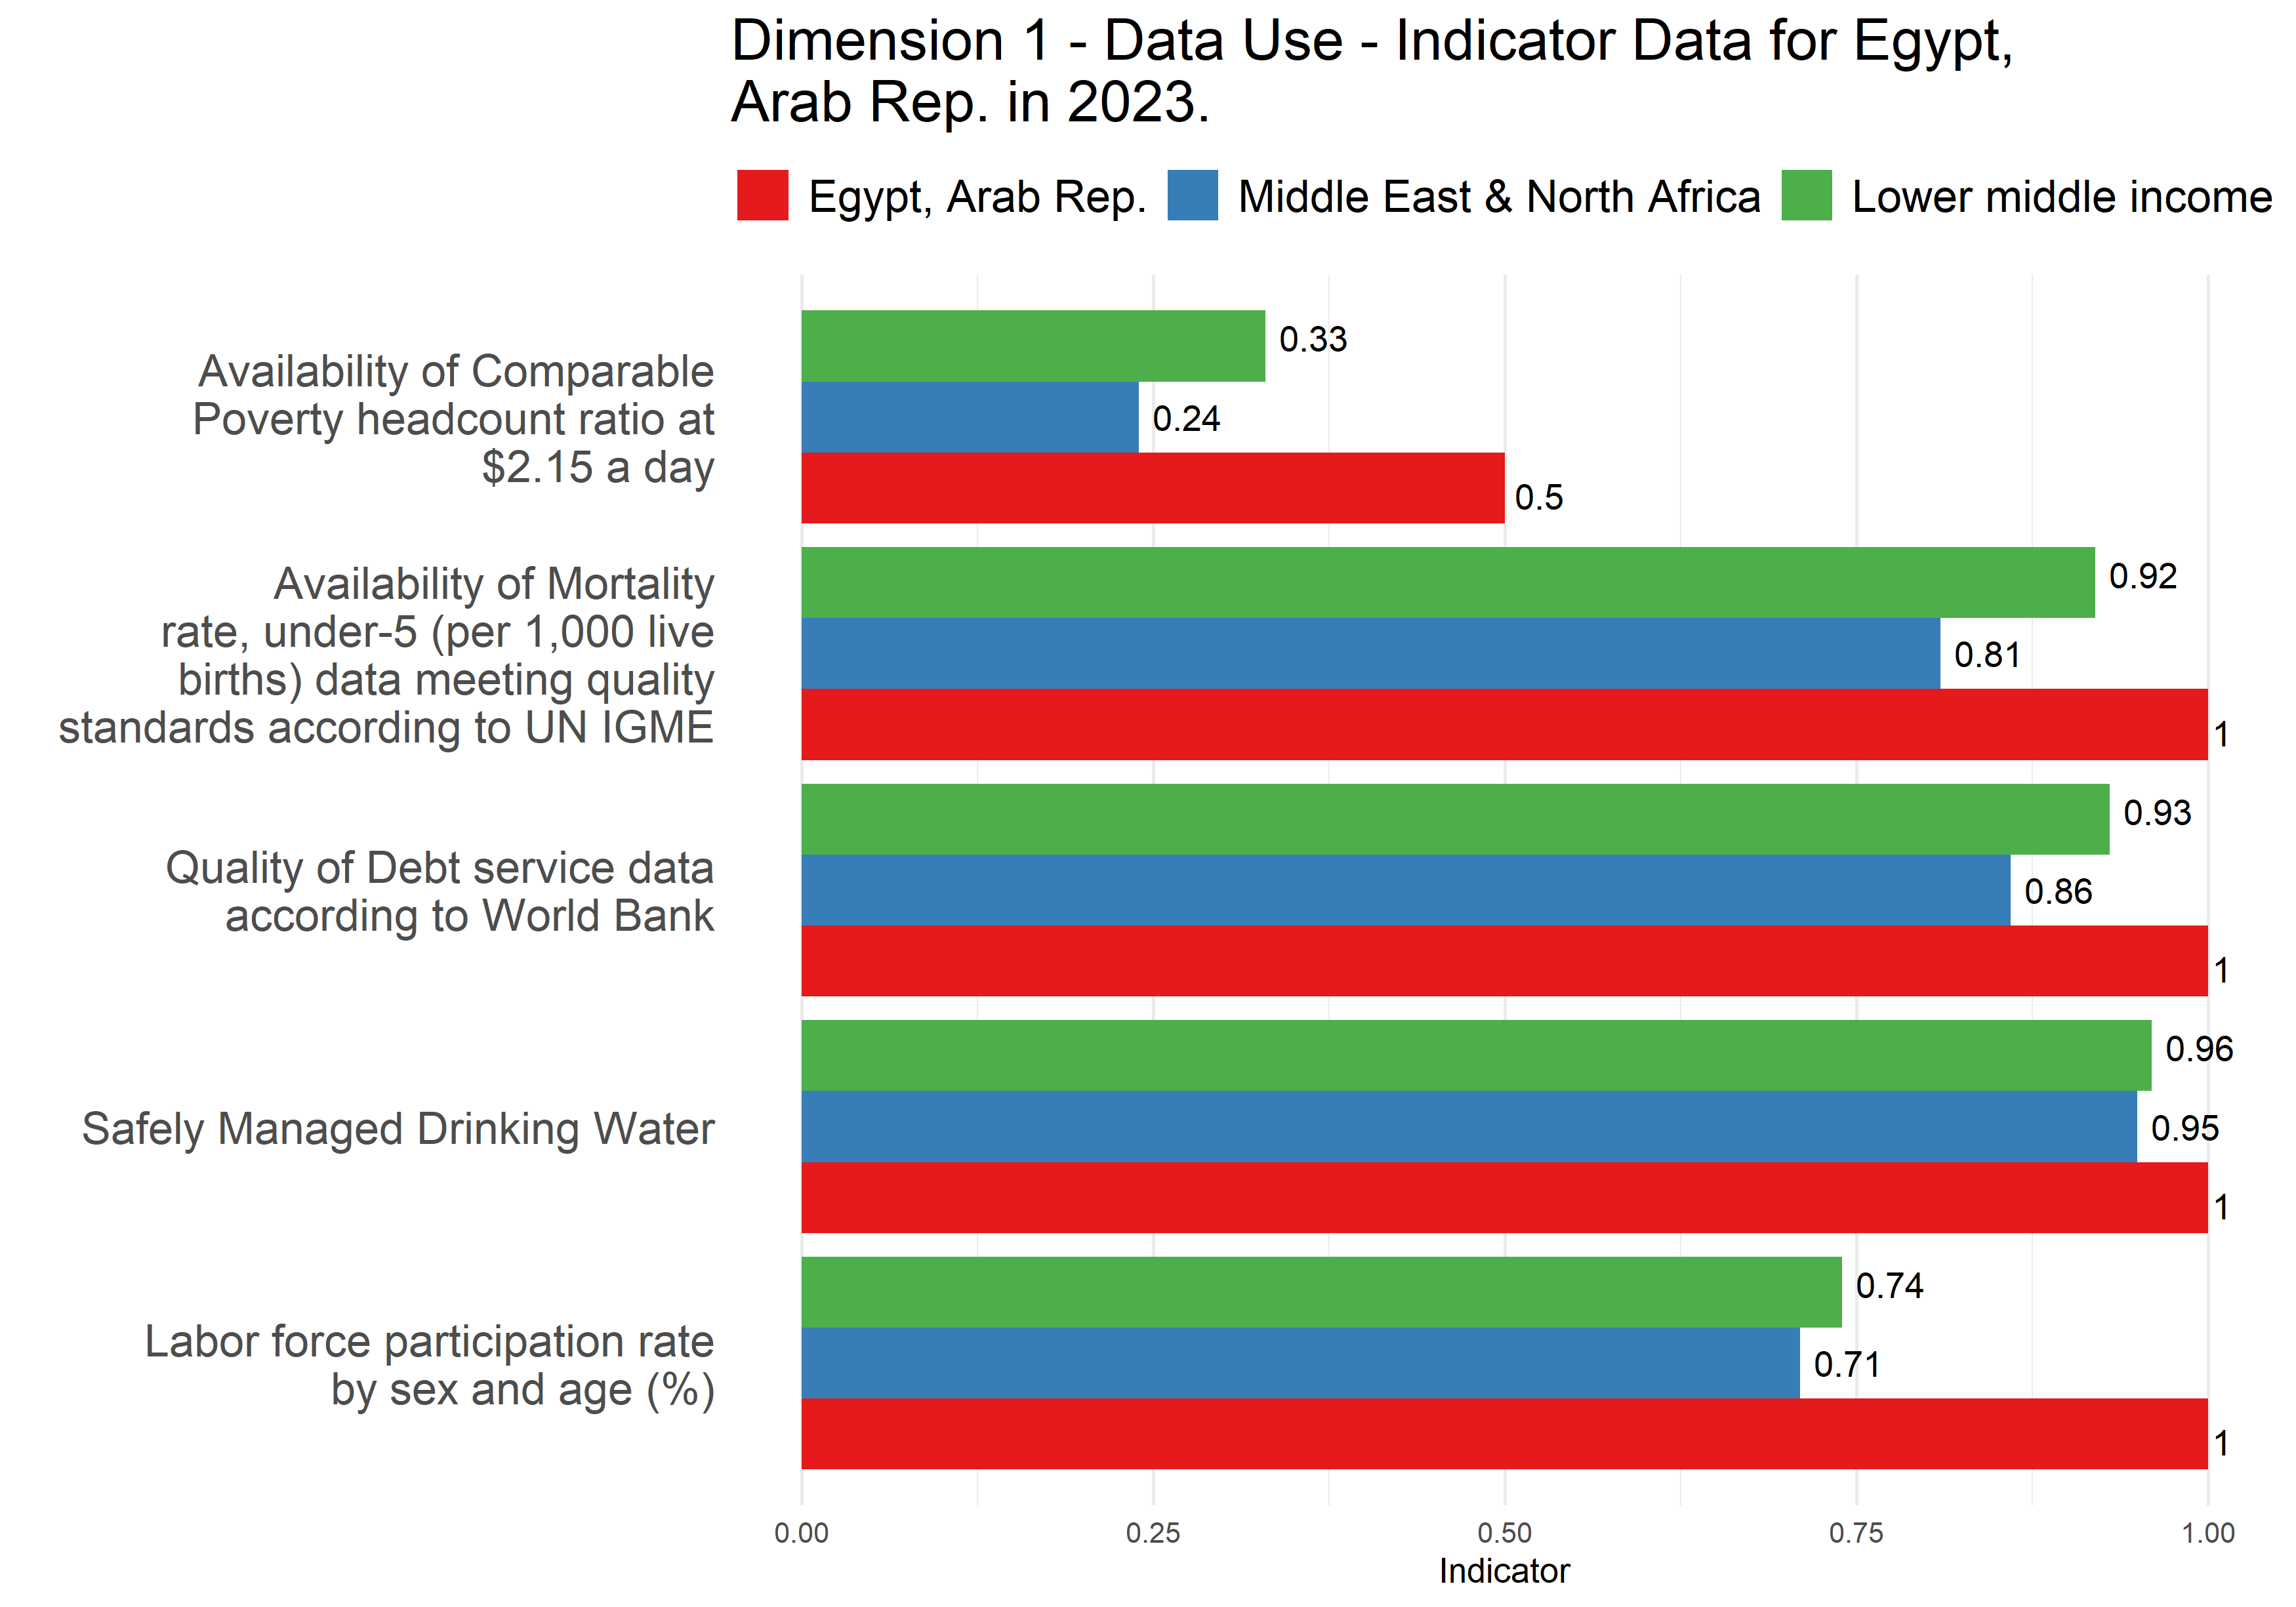 Dimension 1 - Data Use - Indicator Data for Egypt,
Arab Rep. in 2023.
Egypt, Arab Rep.
Middle East & North Africa
Lower middle income
Availability of Comparable
Poverty headcount ratio at
$2.15 a day
0.33
0.24
0.5
Availability of Mortality
rate, under-5 (per 1,000 live
births) data meeting quality
standards according to UN IGME
0.92
0.81
1
Quality of Debt service data
according to World Bank
0.93
0.86
1
Safely Managed Drinking Water
0.96
0.95
1
Labor force participation rate
by sex and age (%)
0.74
0.71
1
0.00
0.25
0.50
0.75
1.00
Indicator